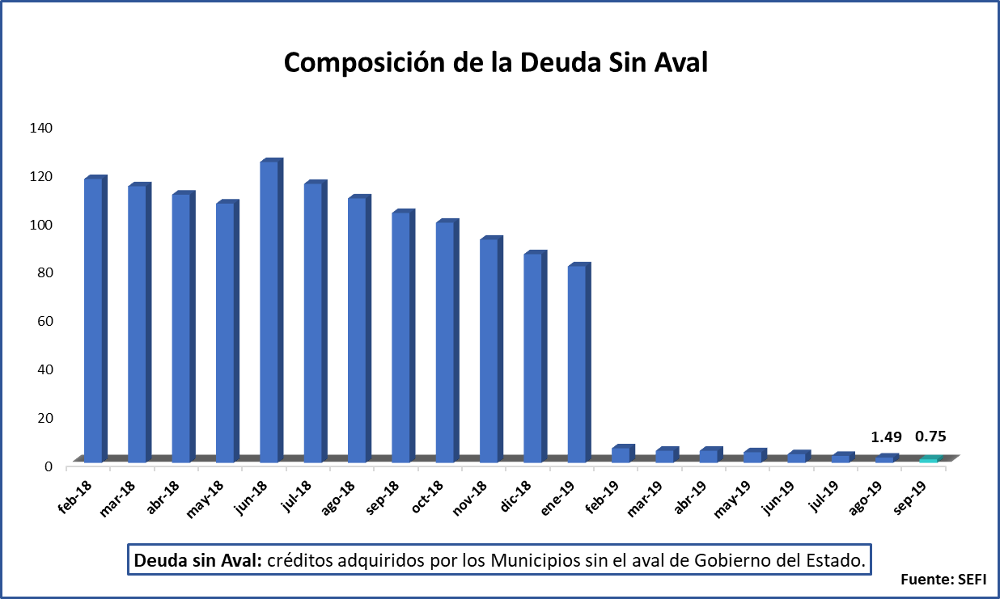 Composición de la Deuda Sin Aval
140
120
100
80
60
40
20
0
1.49
0.75
feb-18
mar-18
abr-18
may-18
jun-18
jul-18
ago-18
sep-18
oct-18
nov-18
dic-18
ene-19
feb-19
mar-19
abr-19
may-19
jun-19
jul-19
ago-19
sep-19
Deuda sin Aval: créditos adquiridos por los Municipios sin el aval de Gobierno del Estado.
Fuente: SEFI